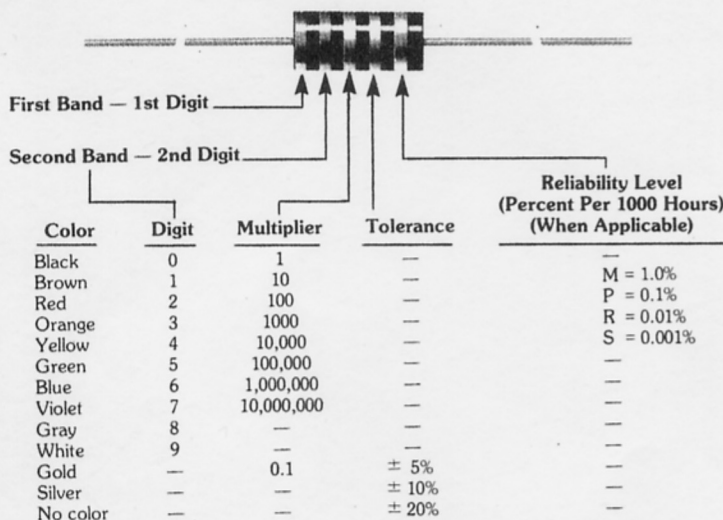 First Band — 1st Digit
Second Band — 2nd Digit
Reliability Level
(Percent Per 1000 Hours)
(When Applicable)
Color Digit Multiplier Tolerance
Black 0 1 — —
Brown 1 10 — M = 1.0%
Red 2 100 — P = 0.1%
Orange 3 1000 — R = 0.01%
Yellow 4 10,000 — S = 0.001%
Green 5 100,000 — —
Blue 6 1,000,000 — —
Violet 7 10,000,000 — —
Gray 8 — — —
White 9 — — —
Gold — 0.1 ± 5% —
Silver — — ± 10% —
No color — — ± 20% —